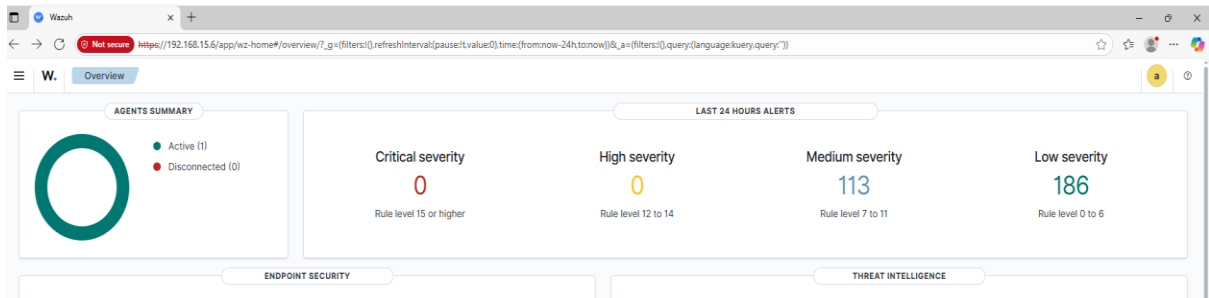 Wazuh
Not secure https://192.168.15.6/app/wz-home#/overview/?_g=(filters:!(),refreshInterval:(pause:!t,value:0),time:(from:now-24h,to:now))&_a=(filters:!(),query:(language:kuery,query:''))
W. Overview a
AGENTS SUMMARY
Active (1)
Disconnected (0)
LAST 24 HOURS ALERTS
Critical severity High severity Medium severity Low severity
0 0 113 186
Rule level 15 or higher Rule level 12 to 14 Rule level 7 to 11 Rule level 0 to 6
ENDPOINT SECURITY THREAT INTELLIGENCE